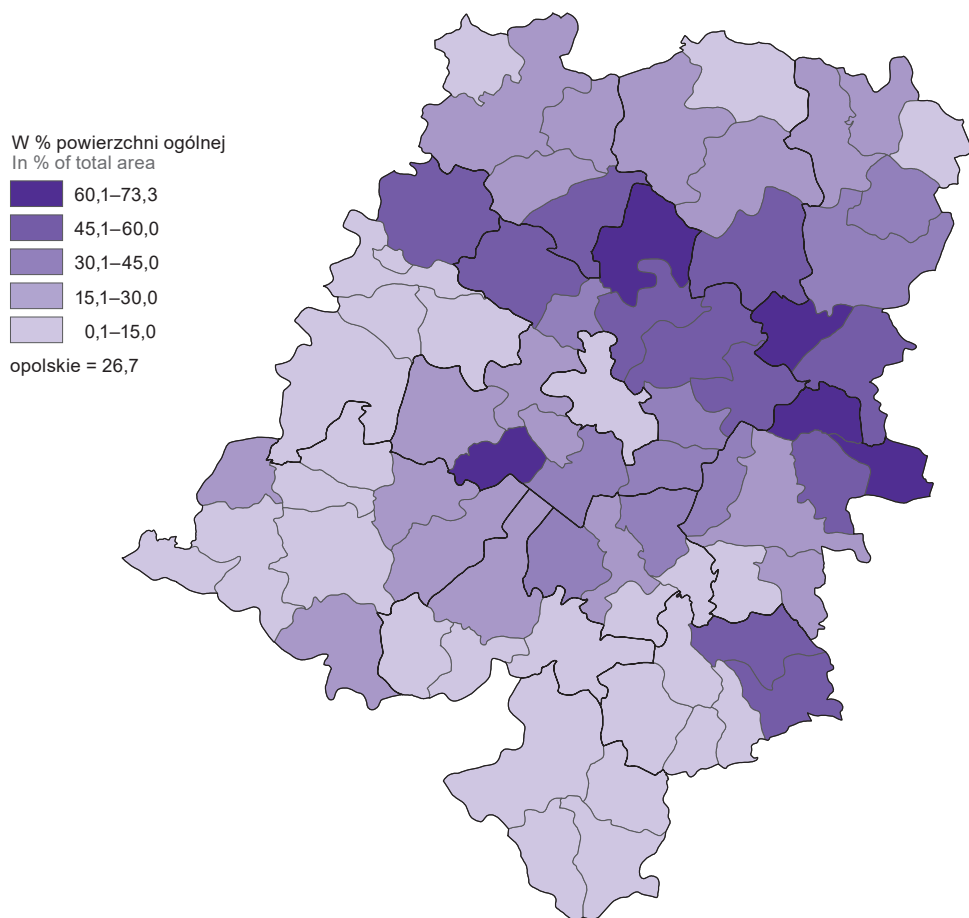 W % powierzchni ogólnej
In % of total area
60,1–73,3
45,1–60,0
30,1–45,0
15,1–30,0
0,1–15,0
opolskie = 26,7